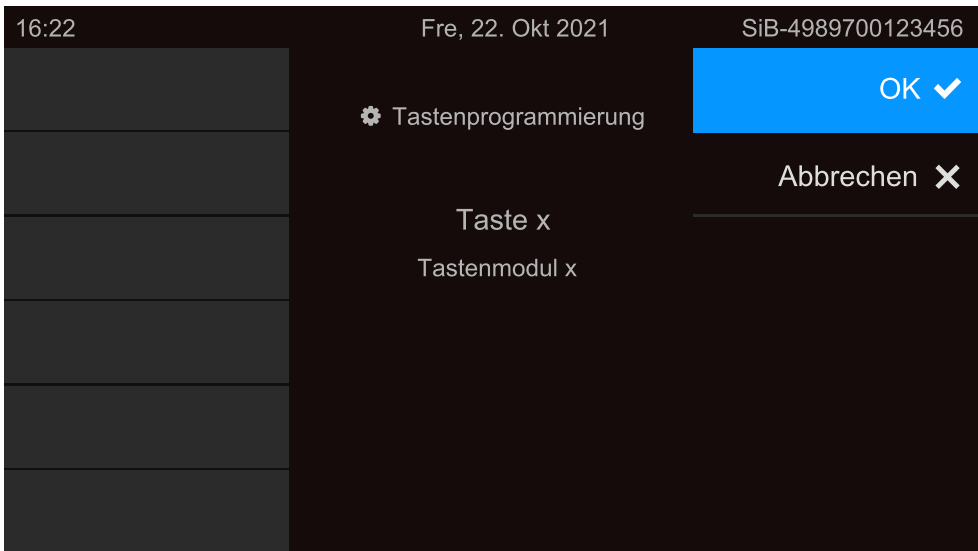 16:22 Fre, 22. Okt 2021 SiB-4989700123456
OK
Tastenprogrammierung
Abbrechen
Taste x
Tastenmodul x